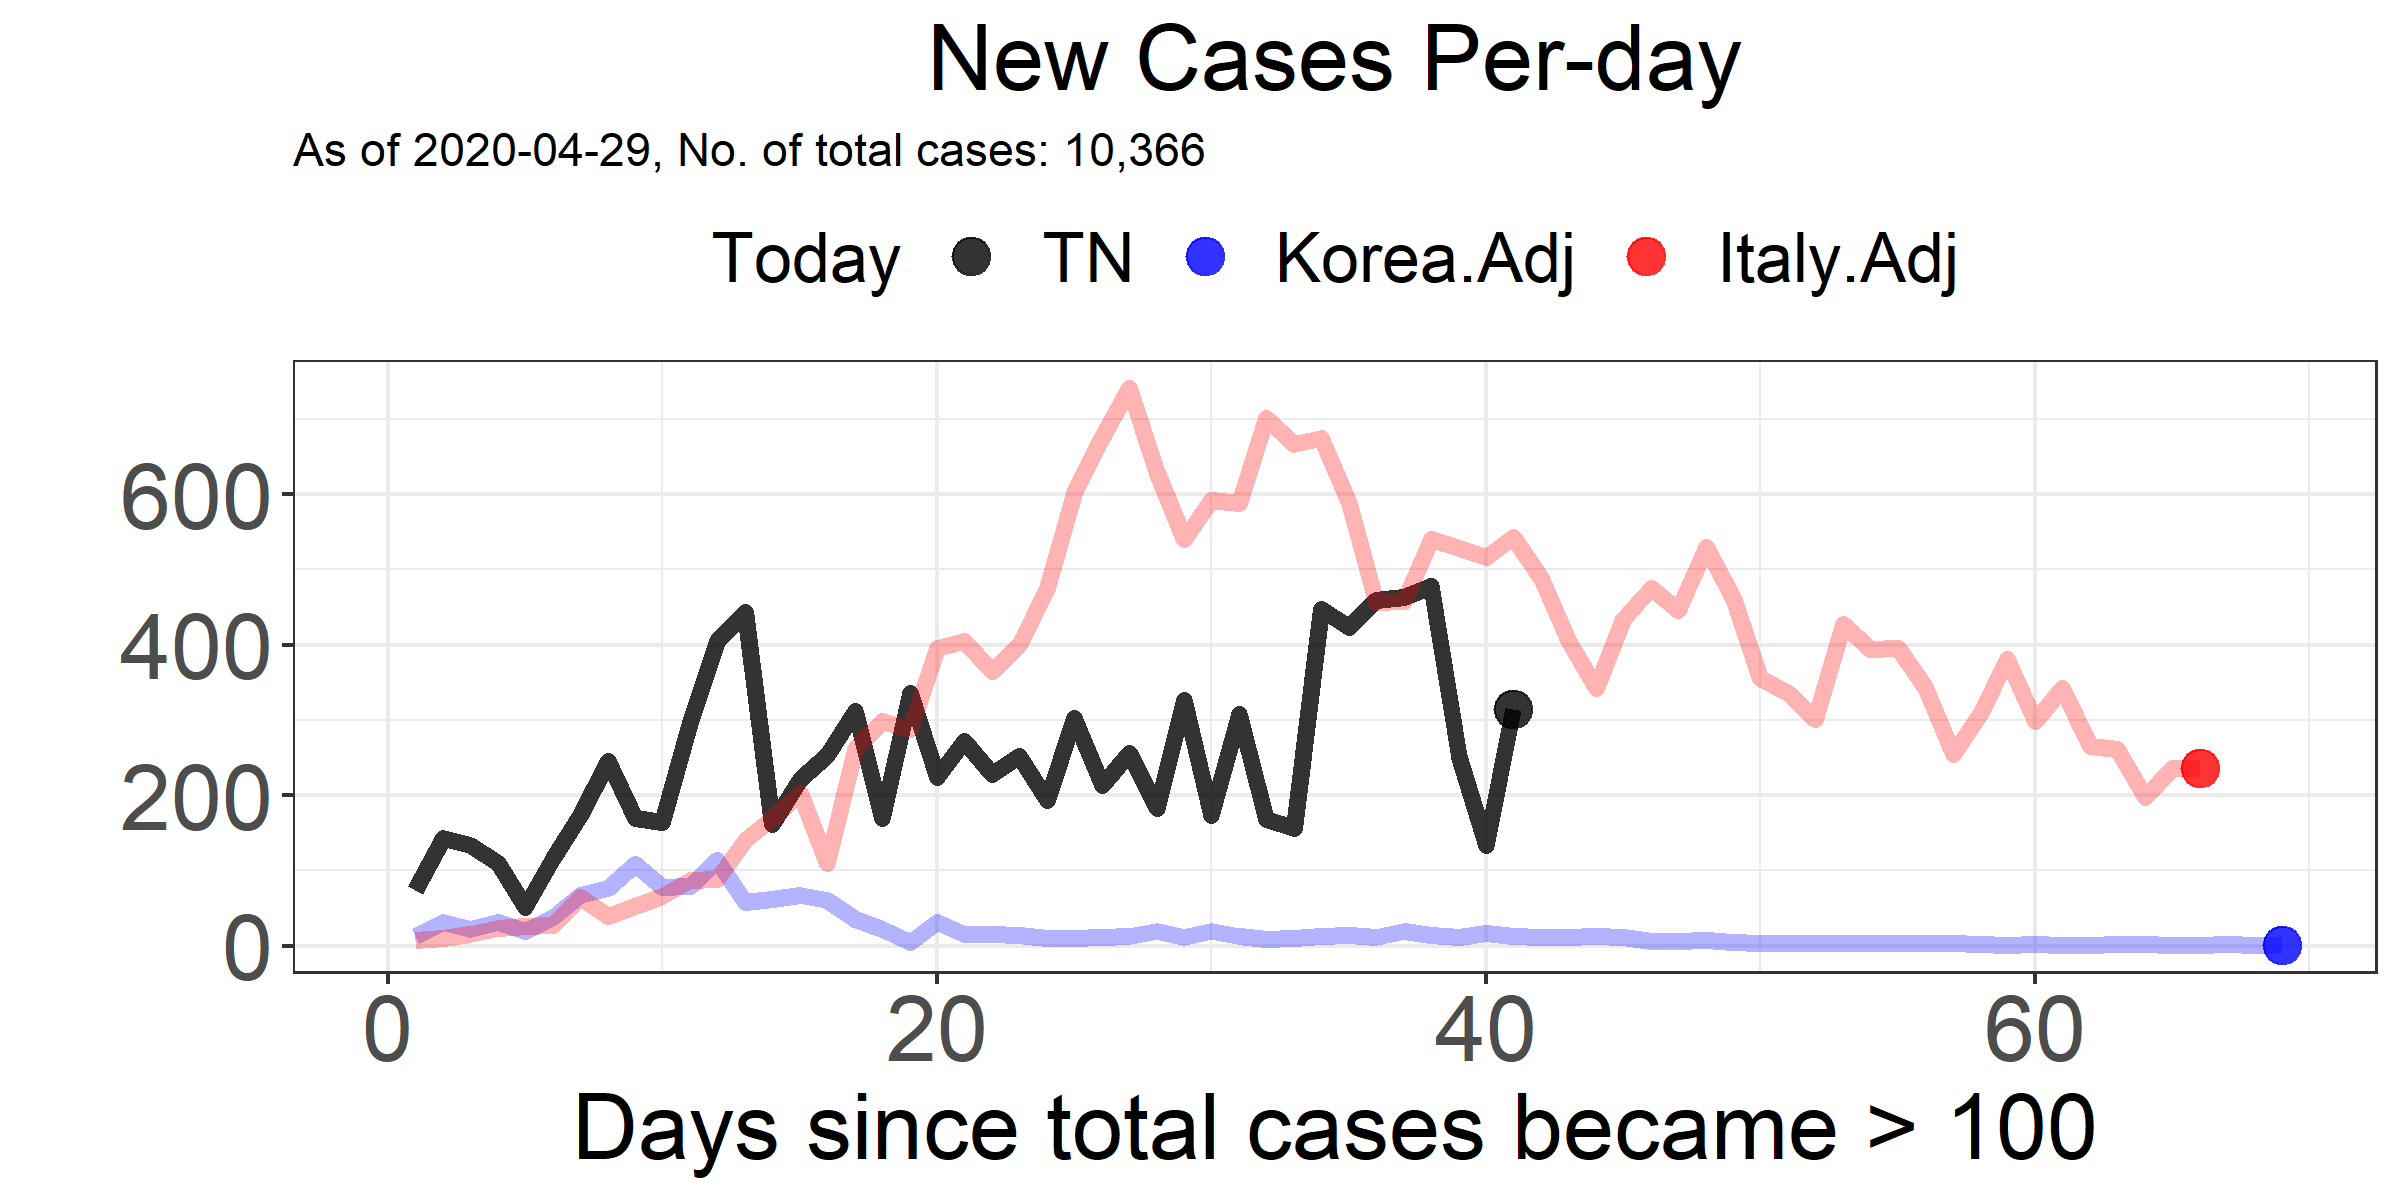 New Cases Per-day
As of 2020-04-29, No. of total cases: 10,366
Today TN Korea.Adj Italy.Adj
600
400
200
0
0 20 40 60
Days since total cases became > 100